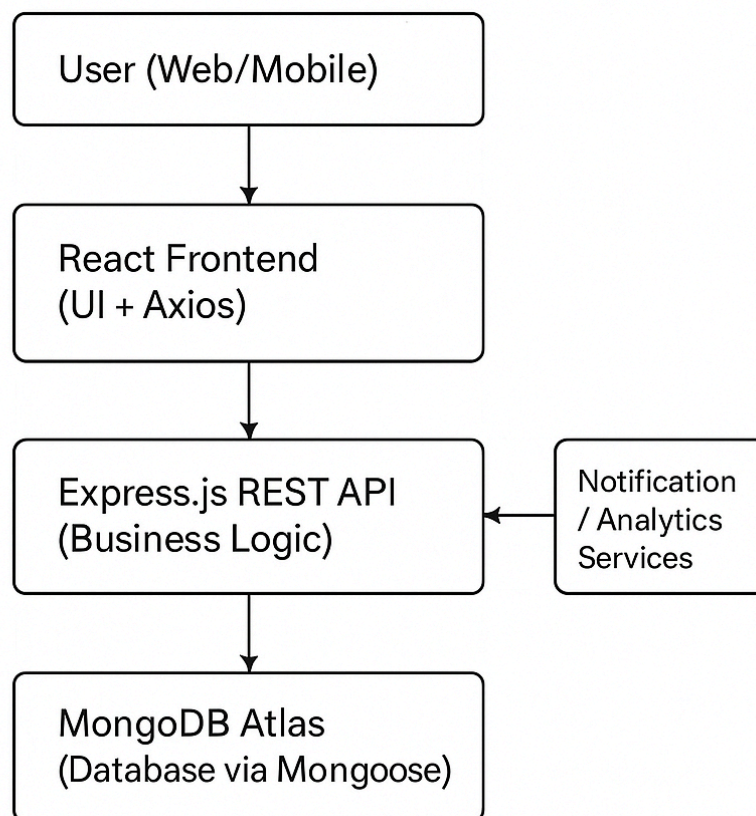 User (Web/Mobile)
React Frontend
(UI + Axios)
Express.js REST API
(Business Logic)
Notification
/ Analytics
Services
MongoDB Atlas
(Database via Mongoose)